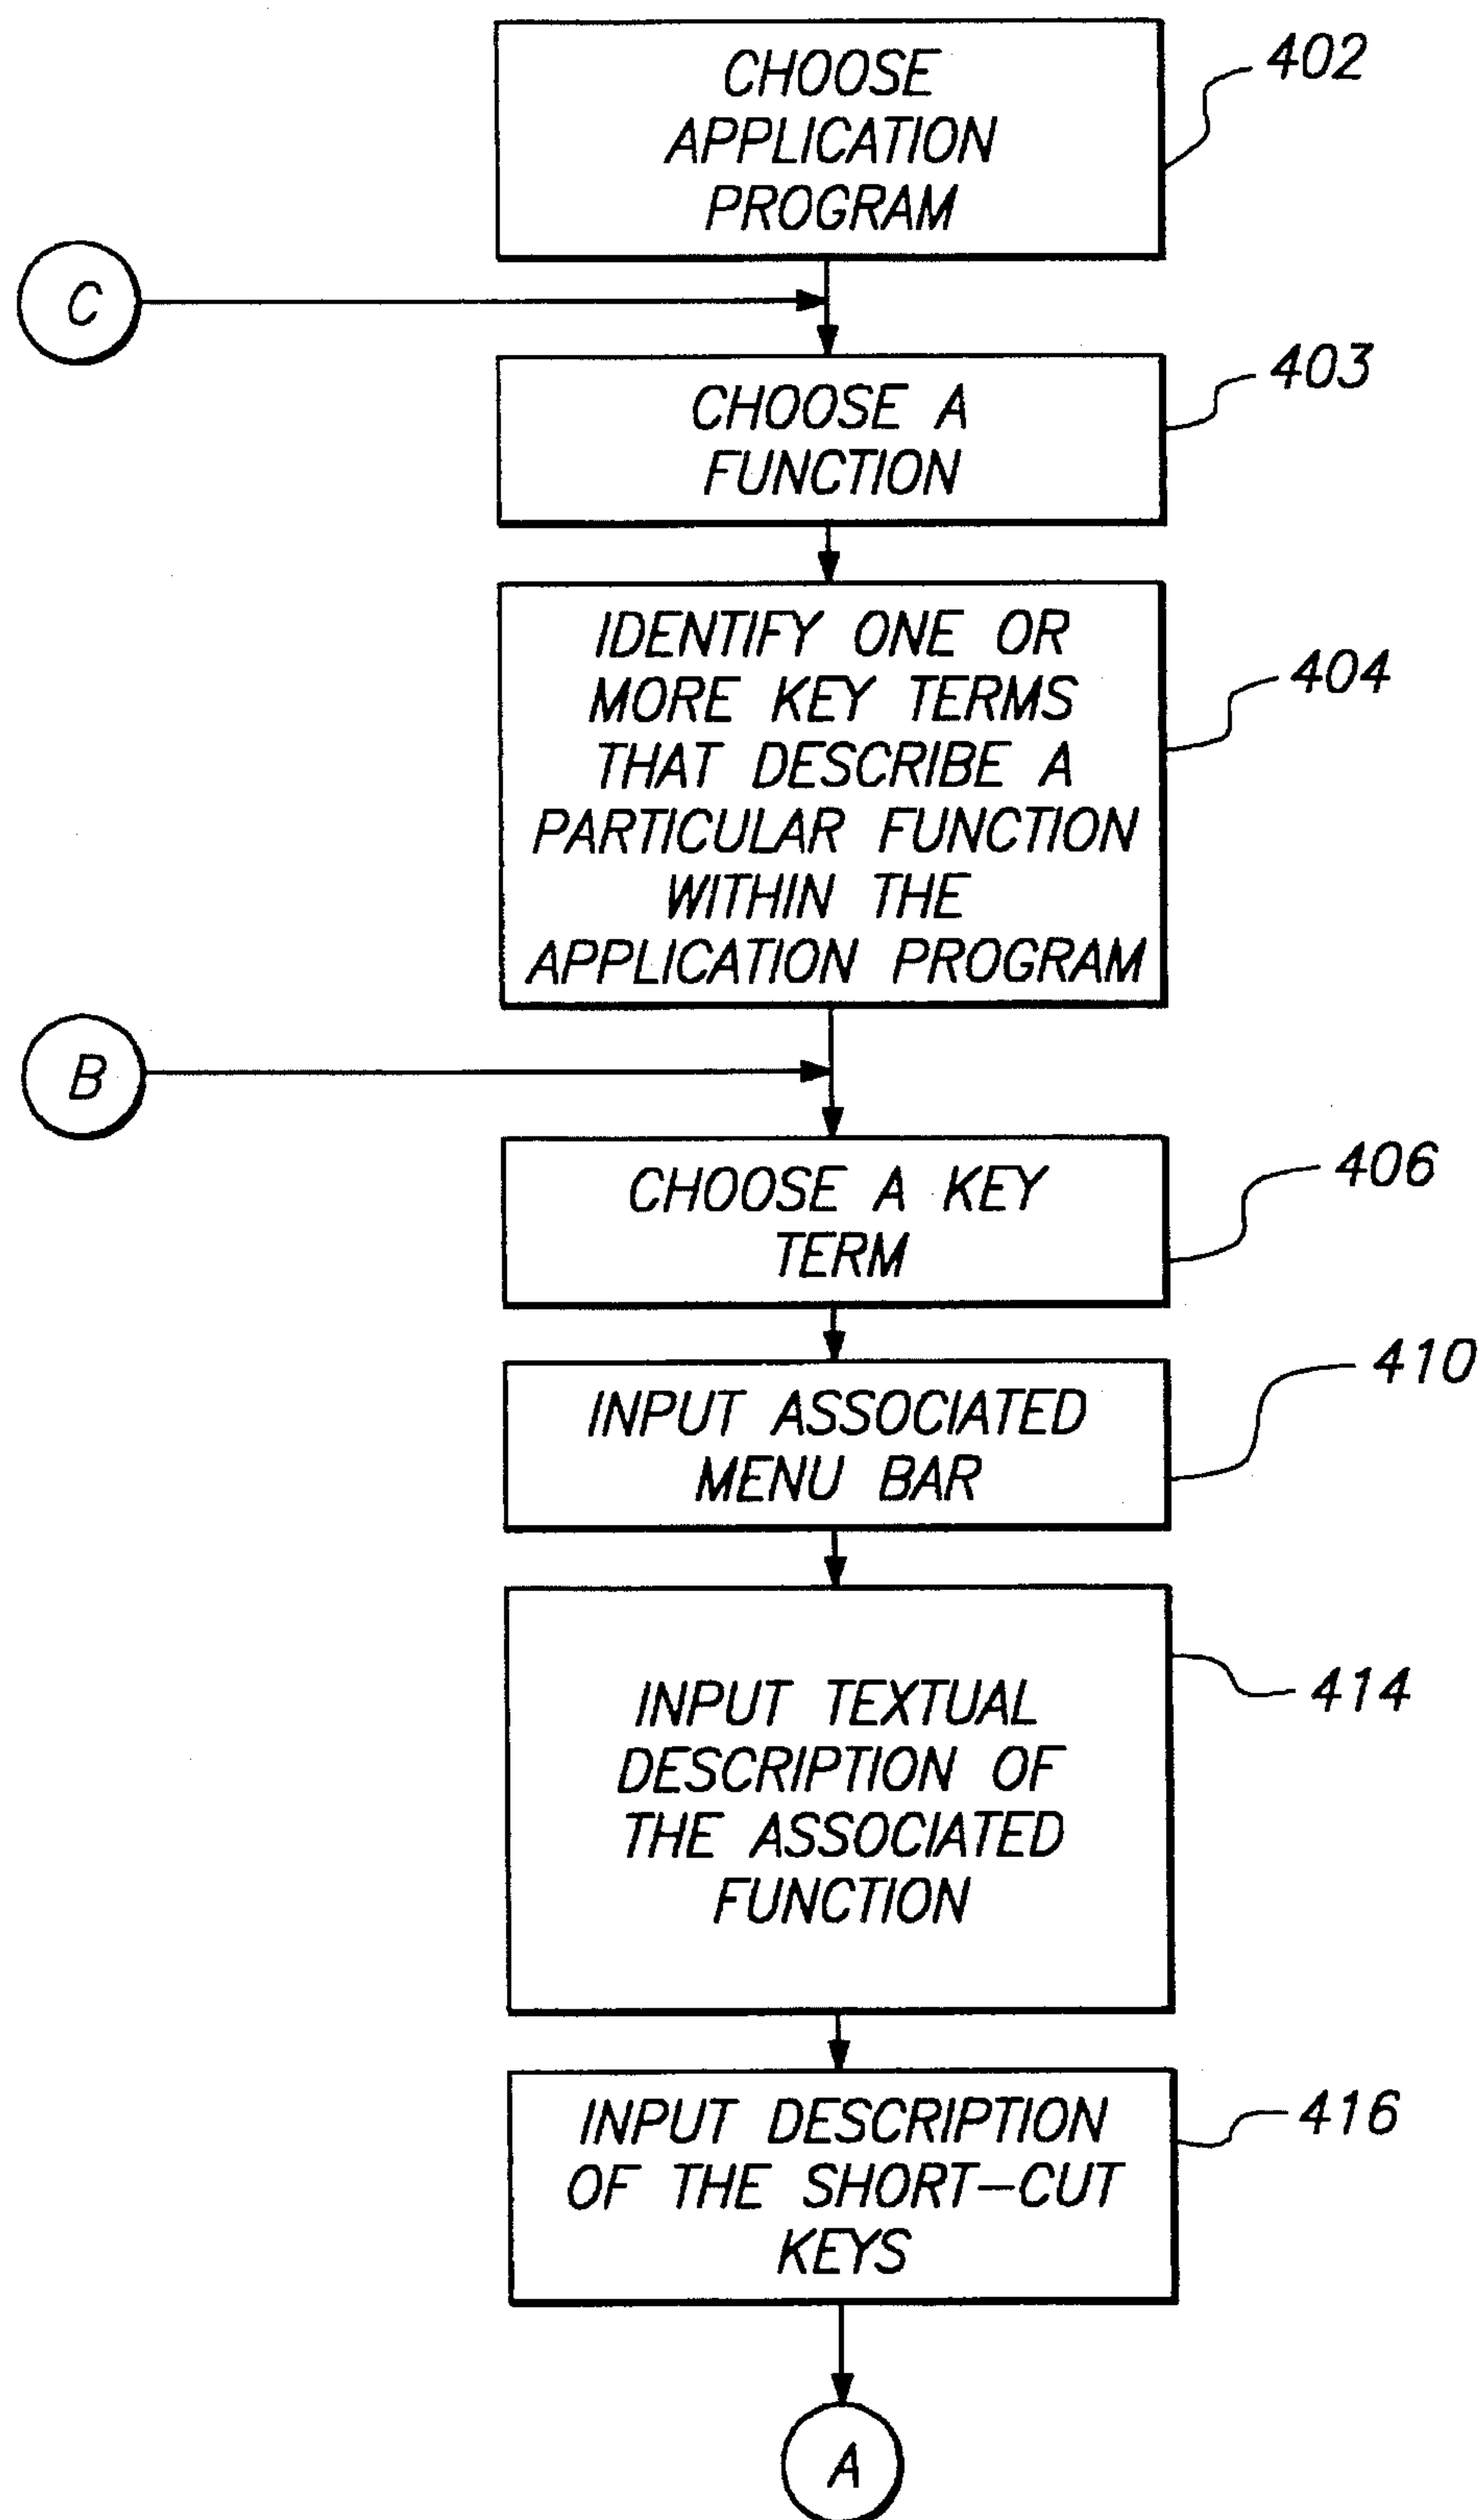 CHOOSE
APPLICATION
PROGRAM
402
C
CHOOSE A
FUNCTION
403
IDENTIFY ONE OR
MORE KEY TERMS
THAT DESCRIBE A
PARTICULAR FUNCTION
WITHIN THE
APPLICATION PROGRAM
404
B
CHOOSE A KEY
TERM
406
INPUT ASSOCIATED
MENU BAR
410
INPUT TEXTUAL
DESCRIPTION OF
THE ASSOCIATED
FUNCTION
414
INPUT DESCRIPTION
OF THE SHORT-CUT
KEYS
416
A